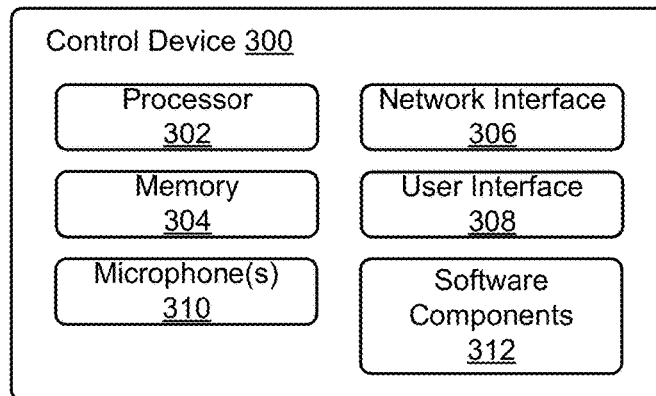 Control Device 300
Processor
302
Network Interface
306
Memory
304
User Interface
308
Microphone(s)
310
Software
Components
312